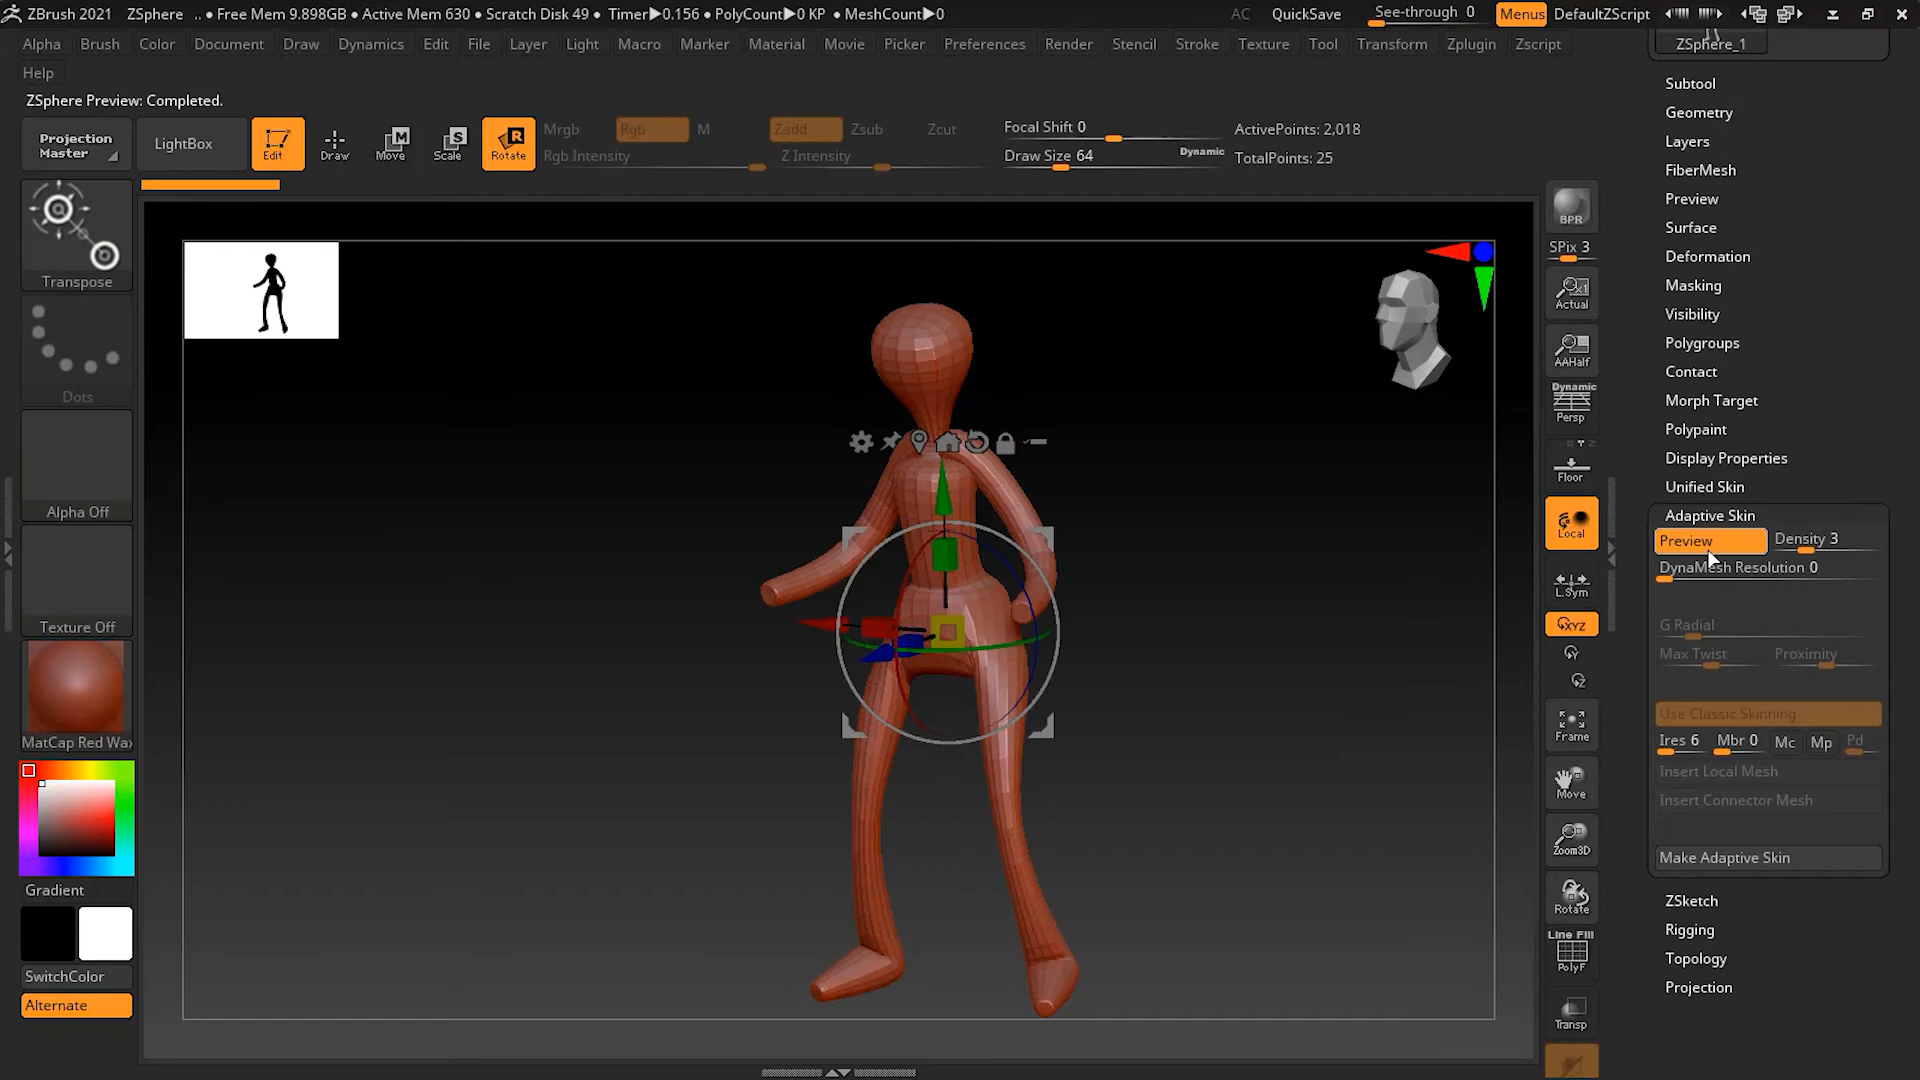 ZBrush 2021 ZSphere .. • Free Mem 9.898GB • Active Mem 630 • Scratch Disk 49 • Timer▶0.156 • PolyCount▶0 KP • MeshCount▶0 AC QuickSave See-through 0 Menus DefaultZScript
Alpha Brush Color Document Draw Dynamics Edit File Layer Light Macro Marker Material Movie Picker Preferences Render Stencil Stroke Texture Tool Transform Zplugin Zscript
Help
ZSphere Preview: Completed.
Projection
Master
LightBox
Edit
Draw
M
Move
S
Scale
R
Rotate
Mrgb Rgb M Zadd Zsub Zcut
Rgb Intensity Z Intensity
Focal Shift 0
Draw Size 64 Dynamic
ActivePoints: 2,018
TotalPoints: 25
Transpose
Dots
Alpha Off
Texture Off
MatCap Red Wax
Gradient
SwitchColor
Alternate
BPR
SPix 3
x1
Actual
AAHalf
Dynamic
Persp
Floor
Local
L.Sym
XYZ
Y
Z
Frame
Move
Zoom3D
Rotate
Line Fill
PolyF
Transp
ZSphere_1
Subtool
Geometry
Layers
FiberMesh
Preview
Surface
Deformation
Masking
Visibility
Polygroups
Contact
Morph Target
Polypaint
Display Properties
Unified Skin
Adaptive Skin
Preview Density 3
DynaMesh Resolution 0
G Radial
Max Twist Proximity
Use Classic Skinning
Ires 6 Mbr 0 Mc Mp Pd
Insert Local Mesh
Insert Connector Mesh
Make Adaptive Skin
ZSketch
Rigging
Topology
Projection